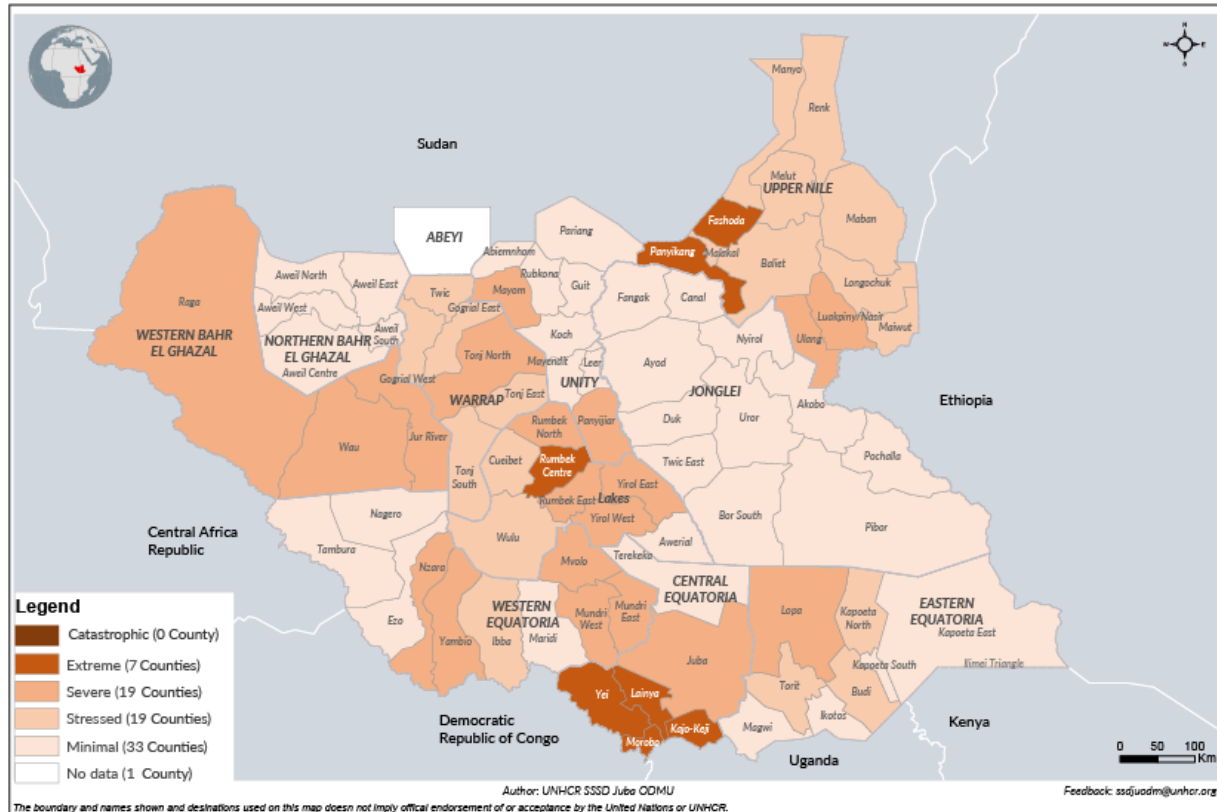 N
W E
S
Sudan
Manyo
Renk
Melut
UPPER NILE
Maban
Fashoda
Panyikang
Malakal
Baliet
Longochuk
Luakpiny/Nasir
Maiwut
Ulang
ABEYI
Pariang
Abiemnhom
Rubkona
Guit
Mayom
Fangak
Canal
Nyirol
Koch
Mayendit
Leer
UNITY
Ayod
JONGLEI
Akobo
Uror
Duk
Pochalla
Twic East
Bor South
Pibor
Panyijiar
Aweil North
Aweil East
Aweil West
Aweil
South
NORTHERN BAHR
EL GHAZAL
Aweil Centre
Raga
WESTERN BAHR
EL GHAZAL
Wau
Jur River
Twic
Gogrial East
Gogrial West
Tonj North
WARRAP
Tonj East
Tonj
South
Rumbek
North
Cueibet
Rumbek
Centre
Rumbek East
Lakes
Yirol East
Yirol West
Wulu
Awerial
Ethiopia
Central Africa
Republic
Nagero
Tambura
Ezo
Nzara
Yambio
WESTERN
EQUATORIA
Ibba
Maridi
Mvolo
Mundri
West
Mundri
East
Terekeka
CENTRAL
EQUATORIA
Juba
Yei
Lainya
Morobo
Kajo-Keji
Lopa
Kapoeta
North
EASTERN
EQUATORIA
Kapoeta East
Kapoeta South
Ilimei Triangle
Torit
Budi
Ikotos
Magwi
Democratic
Republic of Congo
Uganda
Kenya
Legend
Catastrophic (0 County)
Extreme (7 Counties)
Severe (19 Counties)
Stressed (19 Counties)
Minimal (33 Counties)
No data (1 County)
0 50 100
Km
Author: UNHCR SSSD Juba ODMU
Feedback: ssdjuodm@unhcr.org
The boundary and names shown and desinations used on this map doesn not imply offical endorsement of or acceptance by the United Nations or UNHCR.